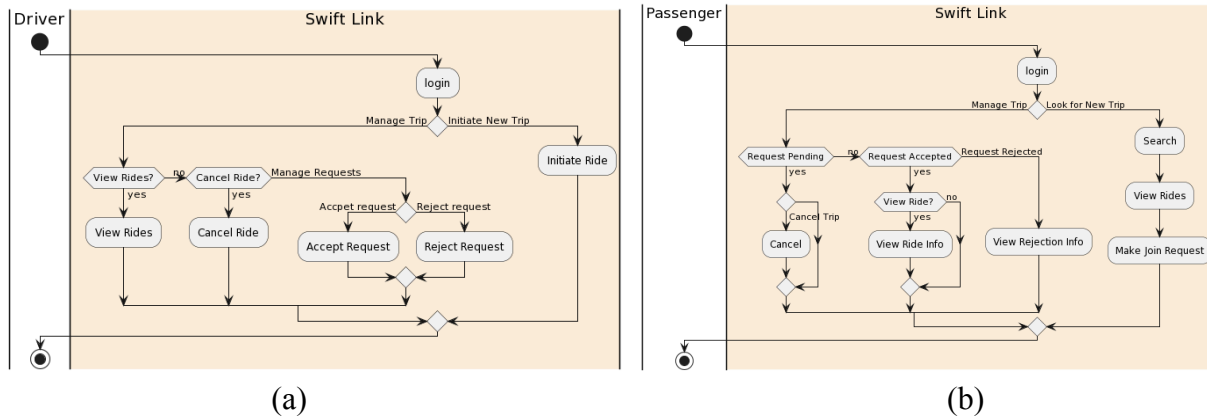 Driver
Swift Link
login
Manage Trip
Initiate New Trip
Initiate Ride
View Rides?
no
Cancel Ride?
Manage Requests
yes
yes
Accpet request
Reject request
View Rides
Cancel Ride
Accept Request
Reject Request
(a)
Passenger
Swift Link
login
Manage Trip
Look for New Trip
Search
Request Pending
no
Request Accepted
Request Rejected
yes
yes
View Rides
View Ride?
no
Cancel Trip
yes
Cancel
View Ride Info
View Rejection Info
Make Join Request
(b)